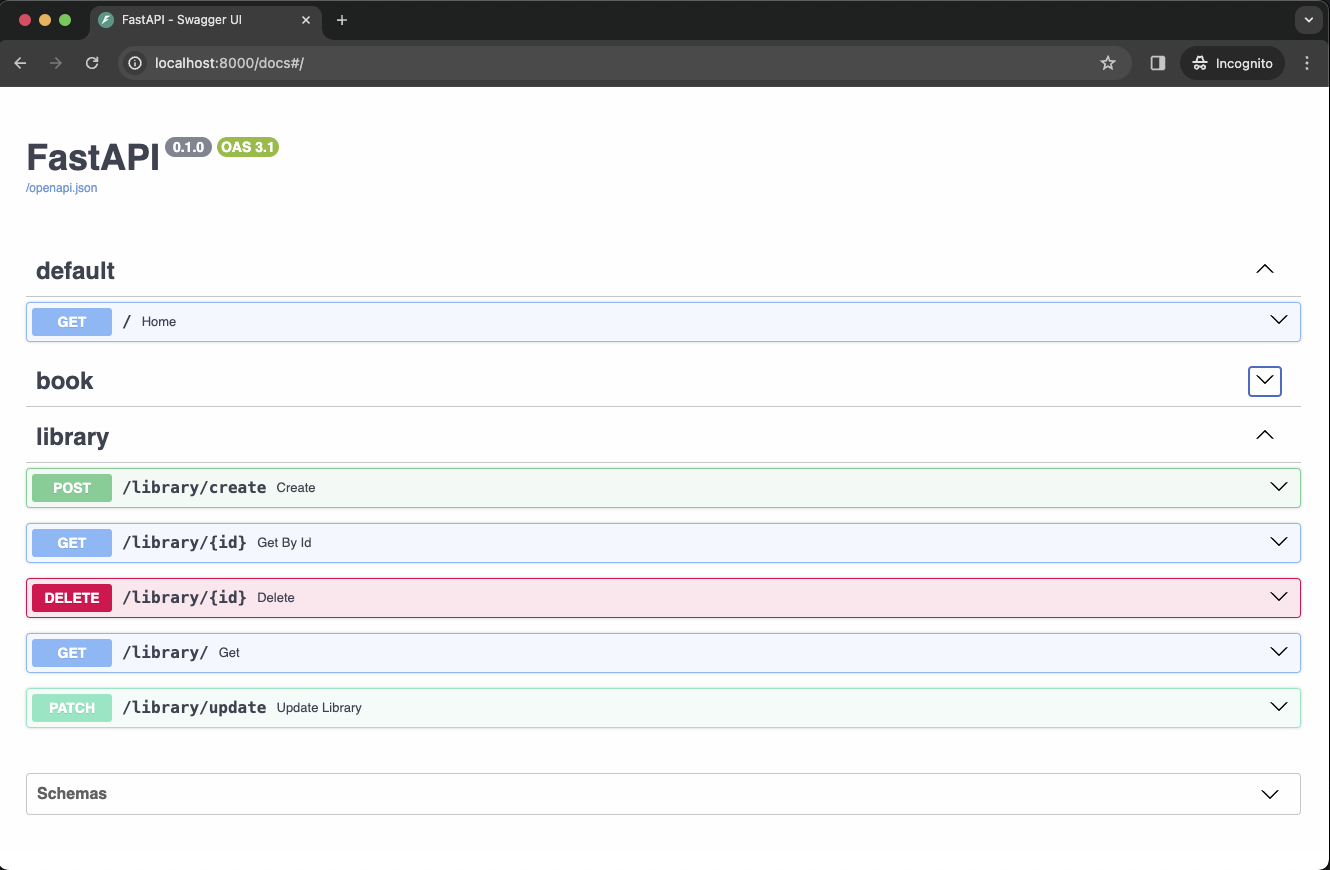 FastAPI - Swagger UI
localhost:8000/docs#/
Incognito
FastAPI 0.1.0 OAS 3.1
/openapi.json
default
GET / Home
book
library
POST /library/create Create
GET /library/{id} Get By Id
DELETE /library/{id} Delete
GET /library/ Get
PATCH /library/update Update Library
Schemas